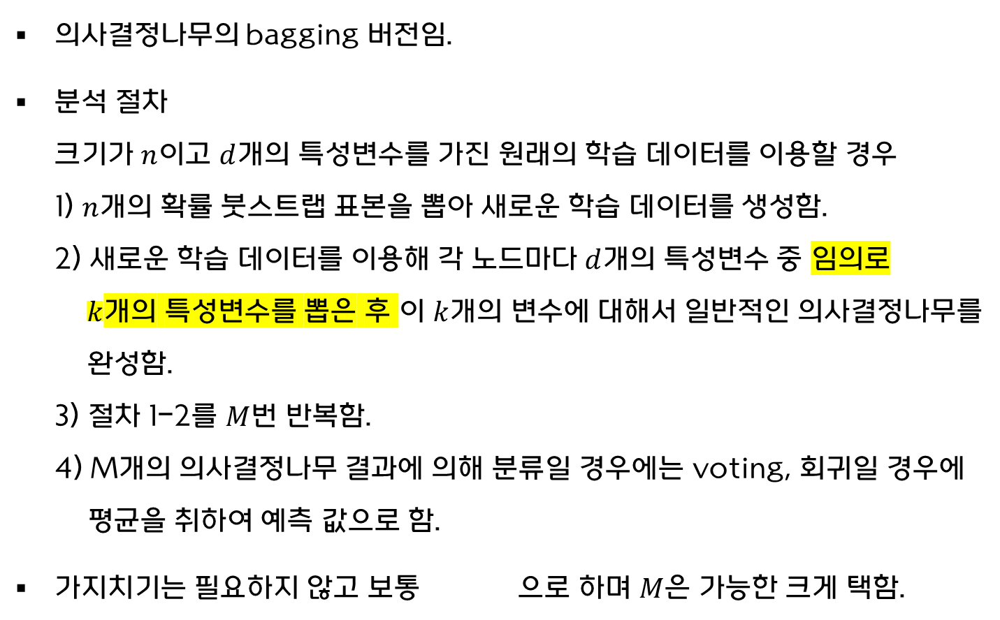 ▪ 의사결정나무의 bagging 버전임.
▪ 분석 절차
크기가 n이고 d개의 특성변수를 가진 원래의 학습 데이터를 이용할 경우
1) n개의 확률 붓스트랩 표본을 뽑아 새로운 학습 데이터를 생성함.
2) 새로운 학습 데이터를 이용해 각 노드마다 d개의 특성변수 중 임의로
k개의 특성변수를 뽑은 후 이 k개의 변수에 대해서 일반적인 의사결정나무를
완성함.
3) 절차 1-2를 M번 반복함.
4) M개의 의사결정나무 결과에 의해 분류일 경우에는 voting, 회귀일 경우에
평균을 취하여 예측 값으로 함.
▪ 가지치기는 필요하지 않고 보통 으로 하며 M은 가능한 크게 택함.